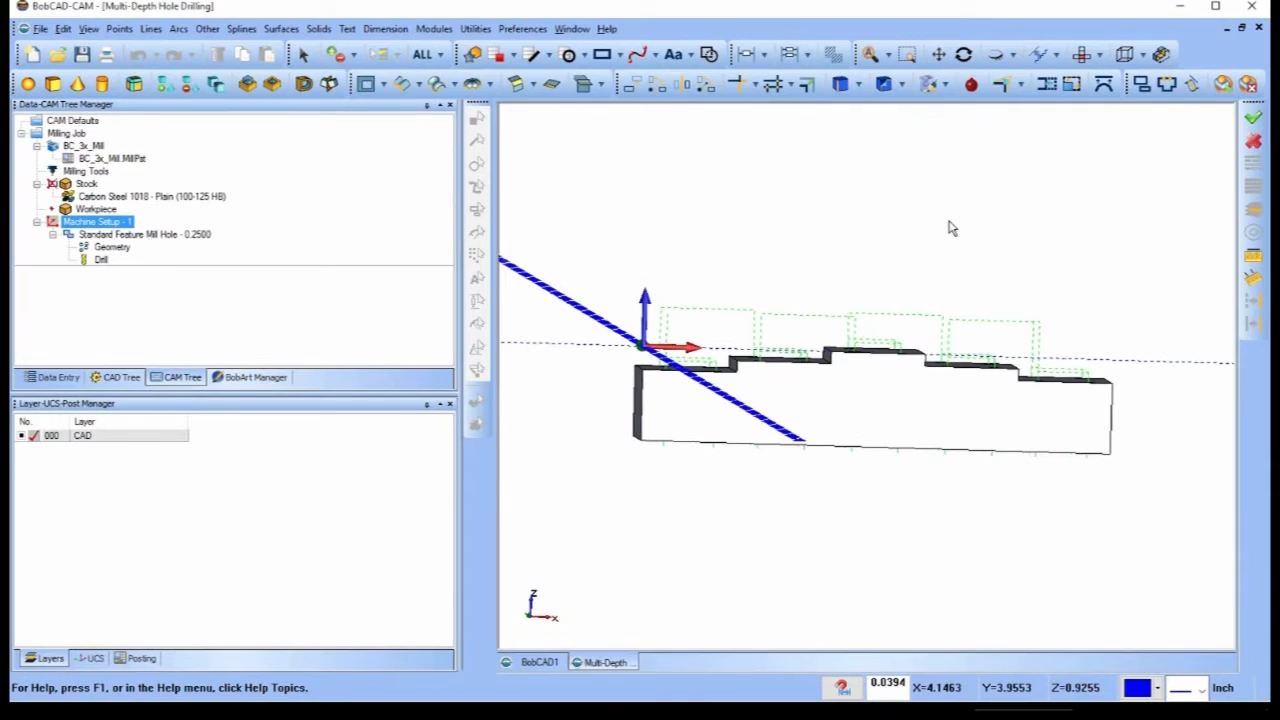 BobCAD-CAM - [Multi-Depth Hole Drilling]
File Edit View Points Lines Arcs Other Splines Surfaces Solids Text Dimension Modules Utilities Preferences Window Help
ALL
Aa
Data-CAM Tree Manager
CAM Defaults
Milling Job
BC_3x_Mill
BC_3x_Mill.MillPst
Milling Tools
Stock
Carbon Steel 1018 - Plain (100-125 HB)
Workpiece
Machine Setup - 1
Standard Feature Mill Hole - 0.2500
Geometry
Drill
Data Entry CAD Tree CAM Tree BobArt Manager
Layer-UCS-Post Manager
No. Layer
000 CAD
Layers UCS Posting
z
x
BobCAD1 Multi-Depth ...
For Help, press F1, or in the Help menu, click Help Topics.
0.0394 X=4.1463 Y=3.9553 Z=0.9255 Inch